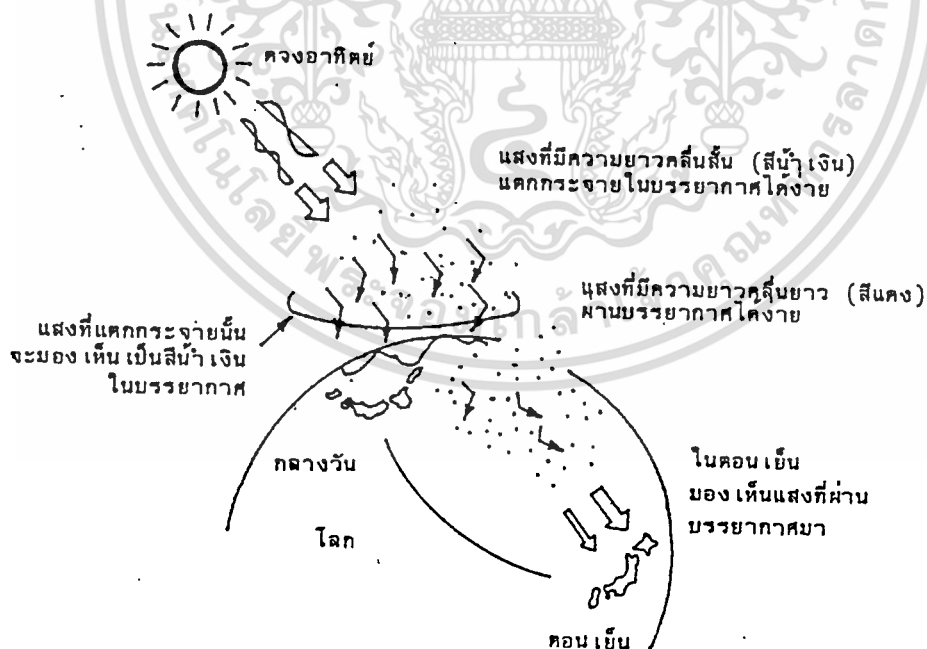 ดวงอาทิตย์
แสงที่มีความยาวคลื่นสั้น (สีน้ำเงิน)
แตกกระจายในบรรยากาศได้ง่าย
แสงที่มีความยาวคลื่นยาว (สีแดง)
ผ่านบรรยากาศได้ง่าย
แสงที่แตกกระจายนั้น
จะมองเห็นเป็นสีน้ำเงิน
ในบรรยากาศ
กลางวัน
โลก
ในตอนเย็น
มองเห็นแสงที่ผ่าน
บรรยากาศมา
ตอนเย็น